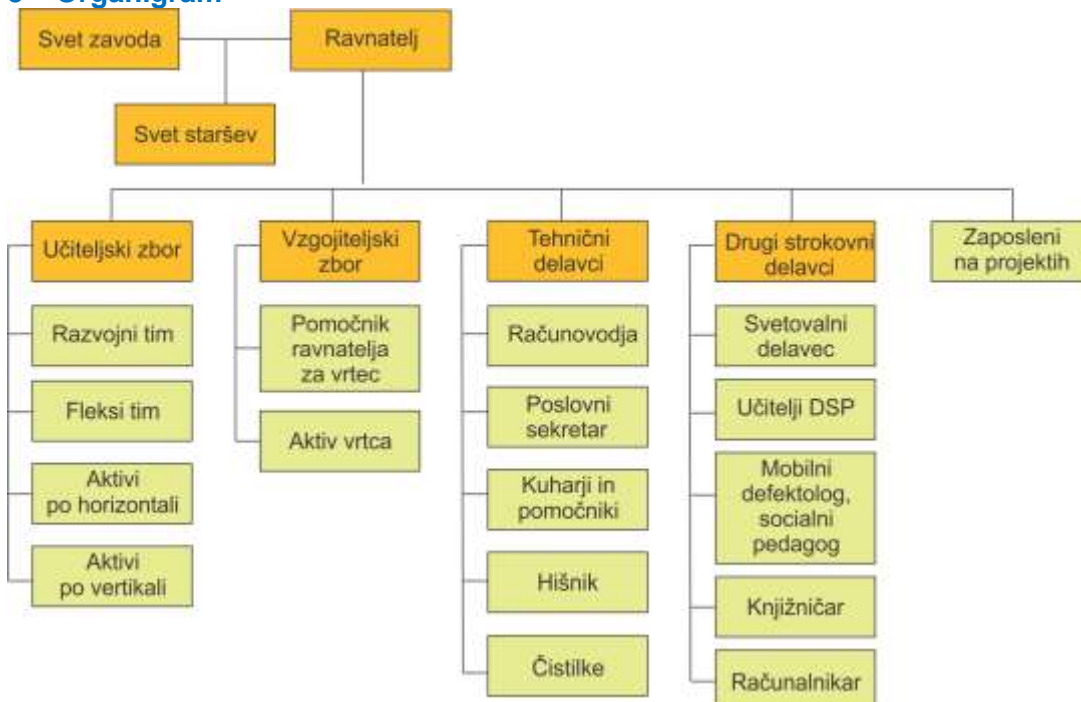 Organigram
Svet zavoda
Ravnatelj
Svet staršev
Učiteljski zbor
Razvojni tim
Fleksi tim
Aktivi
po horizontali
Aktivi
po vertikali
Vzgojiteljski
zbor
Pomočnik
ravnatelja
za vrtec
Aktiv vrtca
Tehnični
delavci
Računovodja
Poslovni
sekretar
Kuharji in
pomočniki
Hišnik
Čistilke
Drugi strokovni
delavci
Svetovalni
delavec
Učitelji DSP
Mobilni
defektolog,
socialni
pedagog
Knjižničar
Računalnikar
Zaposleni
na projektih